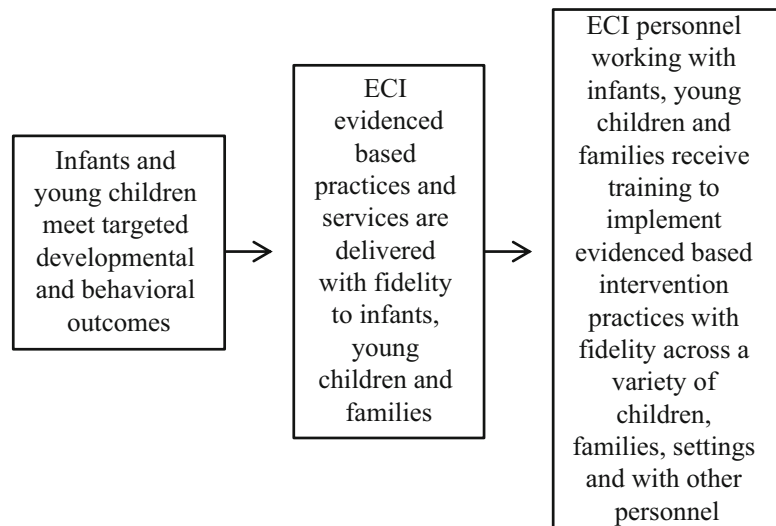 Infants and
young children
meet targeted
developmental
and behavioral
outcomes
ECI
evidenced
based
practices and
services are
delivered
with fidelity
to infants,
young
children and
families
ECI personnel
working with
infants, young
children and
families receive
training to
implement
evidenced based
intervention
practices with
fidelity across a
variety of
children,
families, settings
and with other
personnel